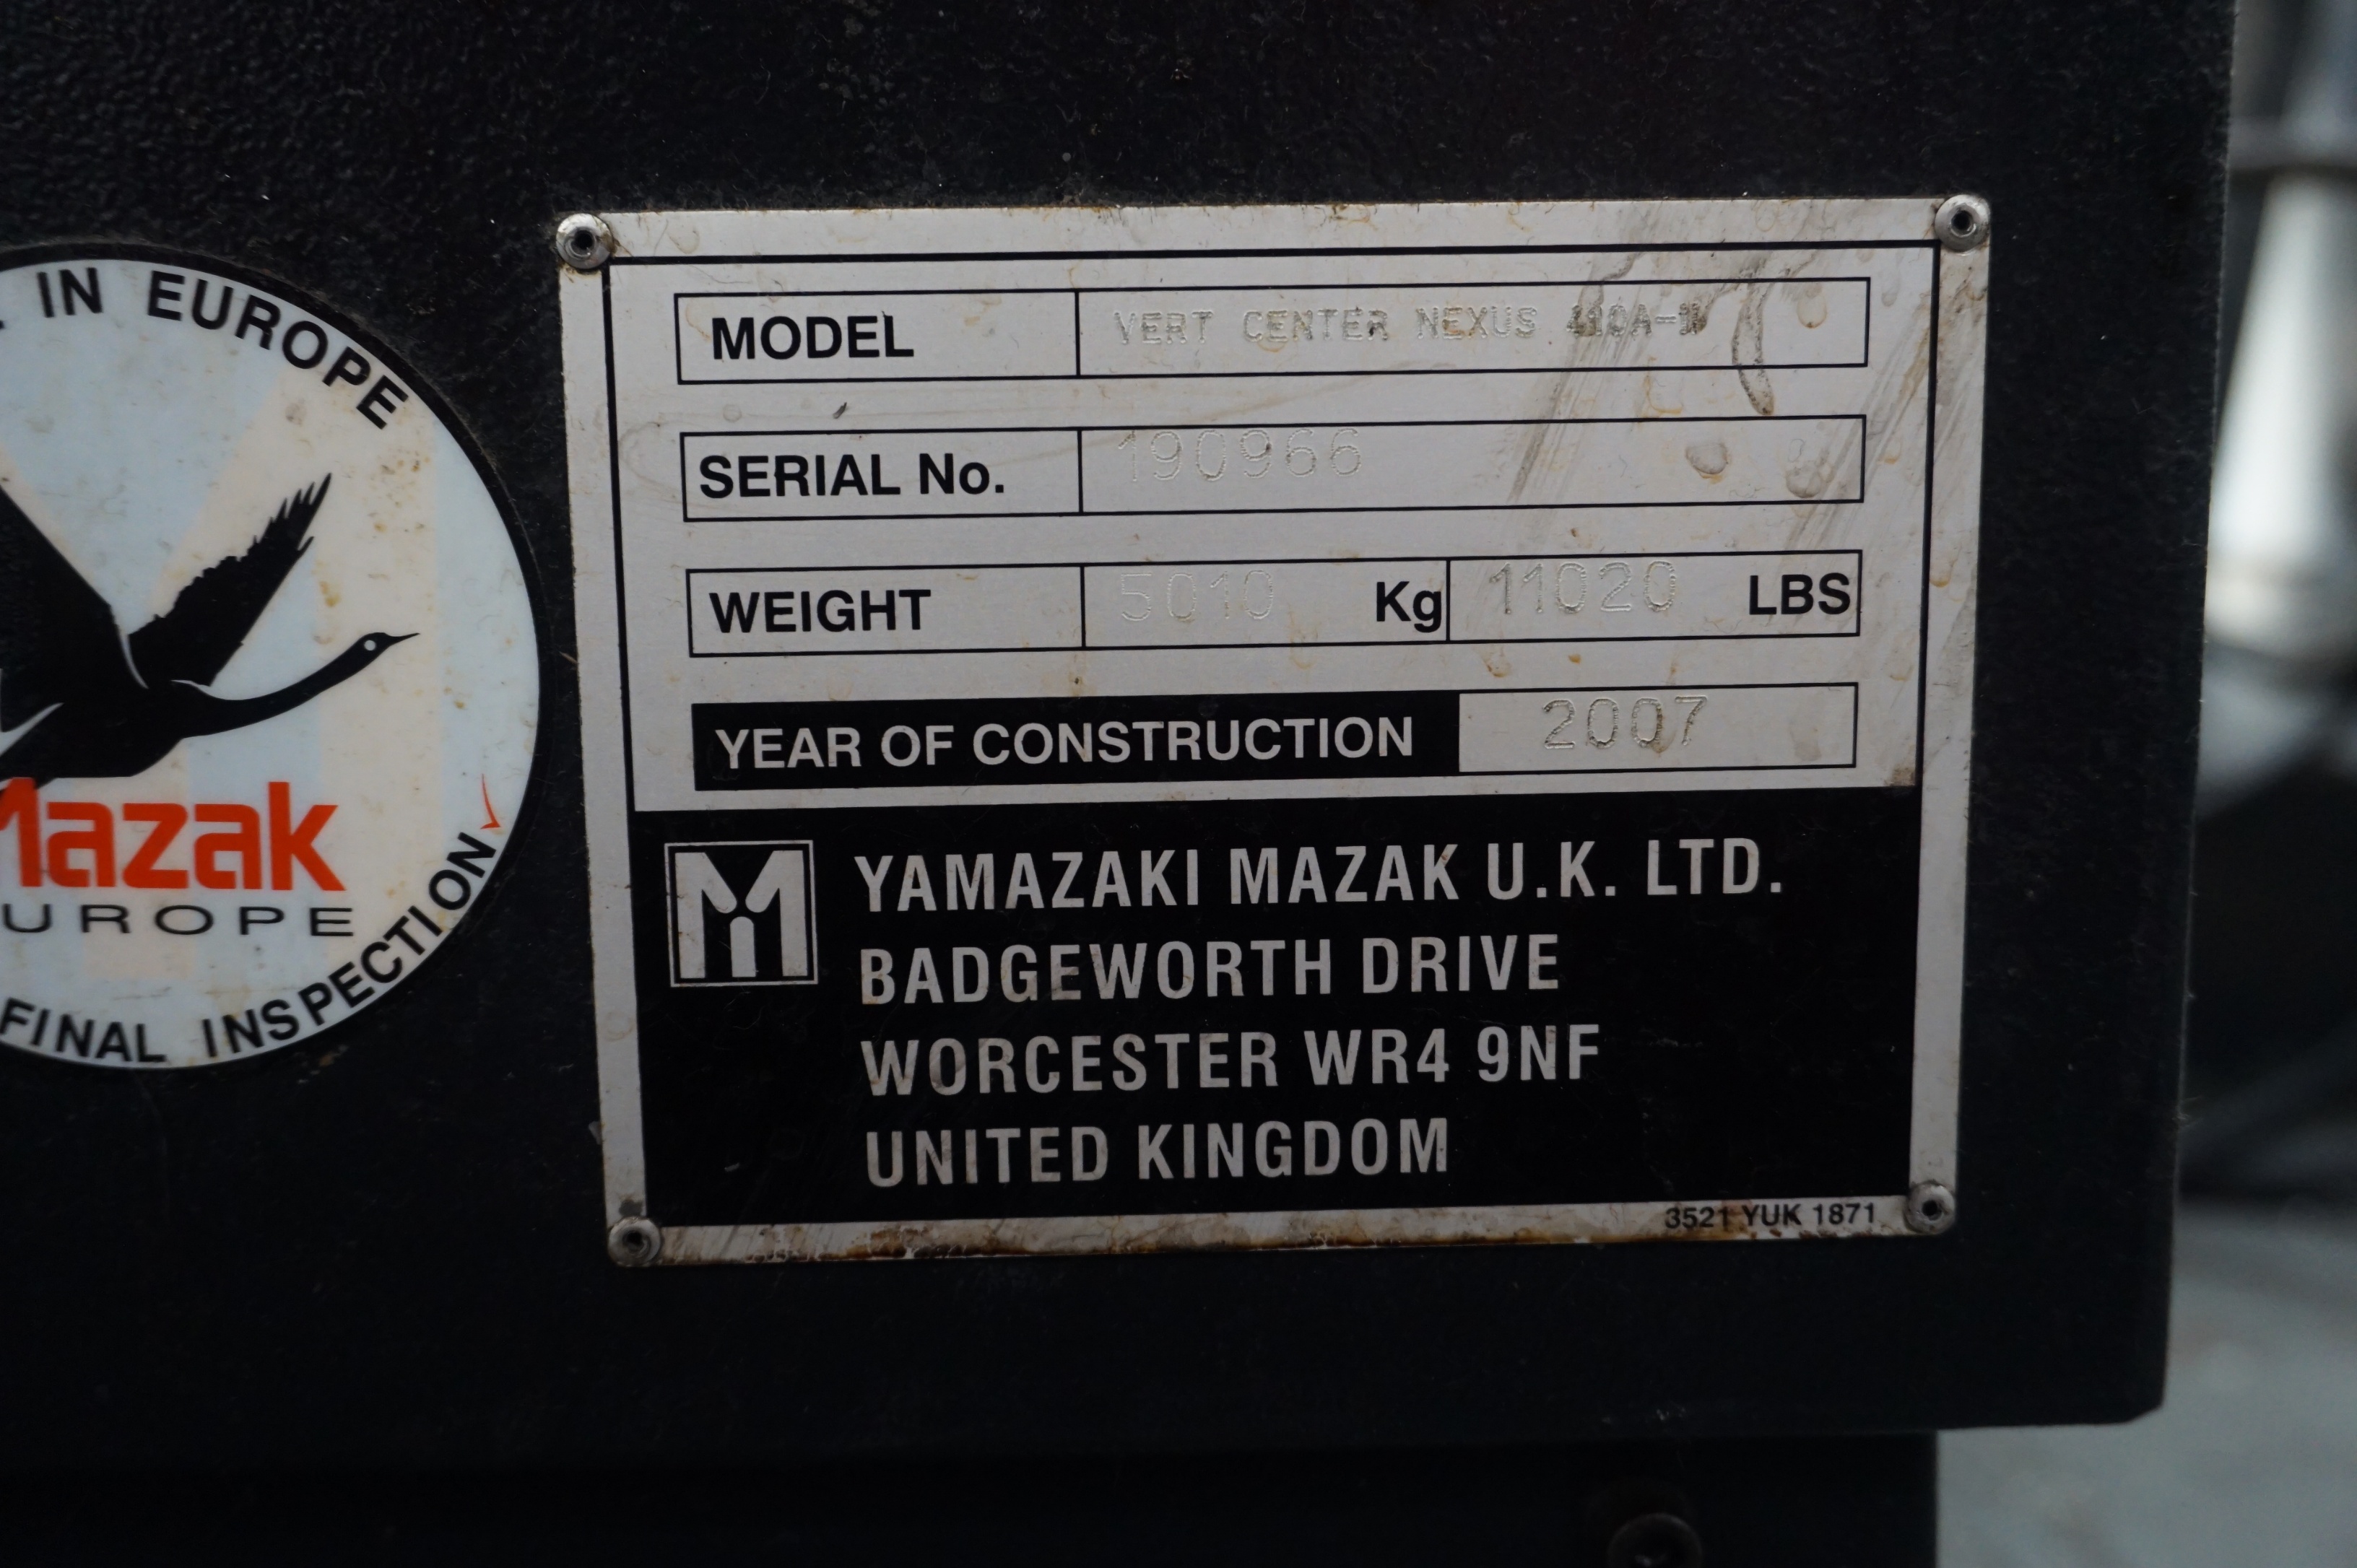 IN EUROPE
Mazak
EUROPE
FINAL INSPECTION
MODEL VERT CENTER NEXUS
SERIAL No. 190966
WEIGHT 5010 Kg 11020 LBS
YEAR OF CONSTRUCTION 2007
YAMAZAKI MAZAK U.K. LTD.
BADGEWORTH DRIVE
WORCESTER WR4 9NF
UNITED KINGDOM
3521 YUK 1871